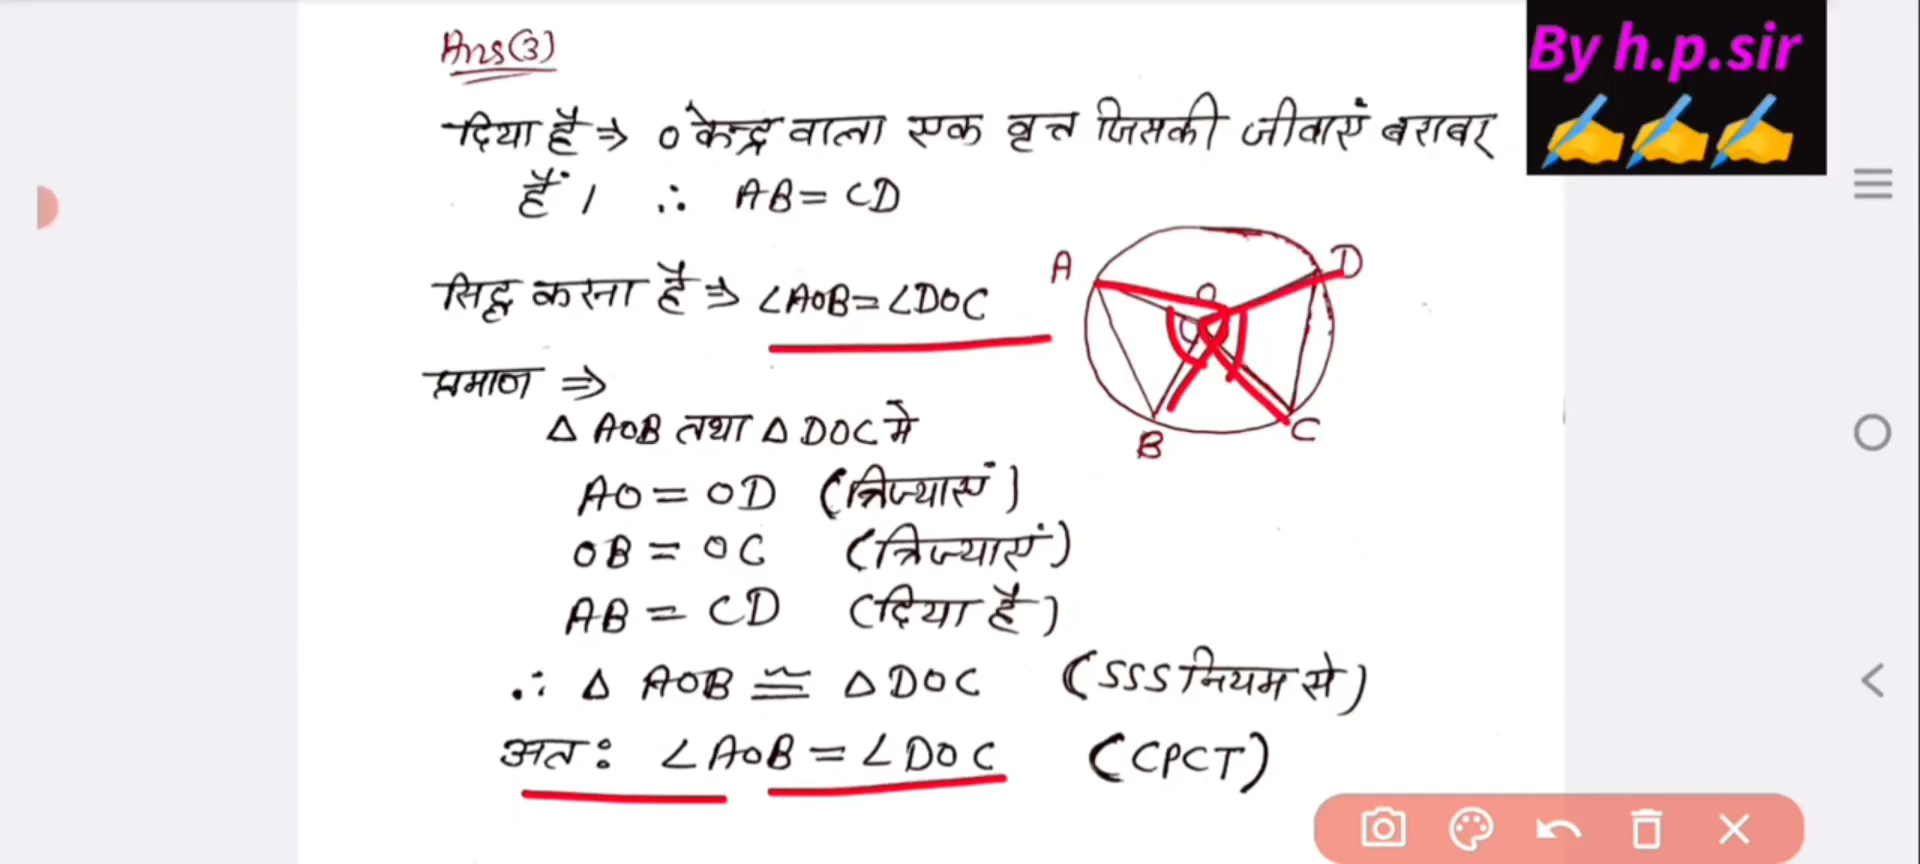 Ans(3)
By h.p.sir
दिया है ⇒ O केन्द्र वाला एक वृत्त जिसकी जीवाएं बराबर
हैं। ∴ AB = CD
सिद्ध करना है ⇒ ∠AOB = ∠DOC
A
D
O
B
C
प्रमाण ⇒
△ AOB तथा △ DOC मे
AO = OD (त्रिज्याएं)
OB = OC (त्रिज्याएं)
AB = CD (दिया है)
∴ △ AOB ≅ △ DOC (SSS नियम से)
अतः ∠AOB = ∠DOC (CPCT)